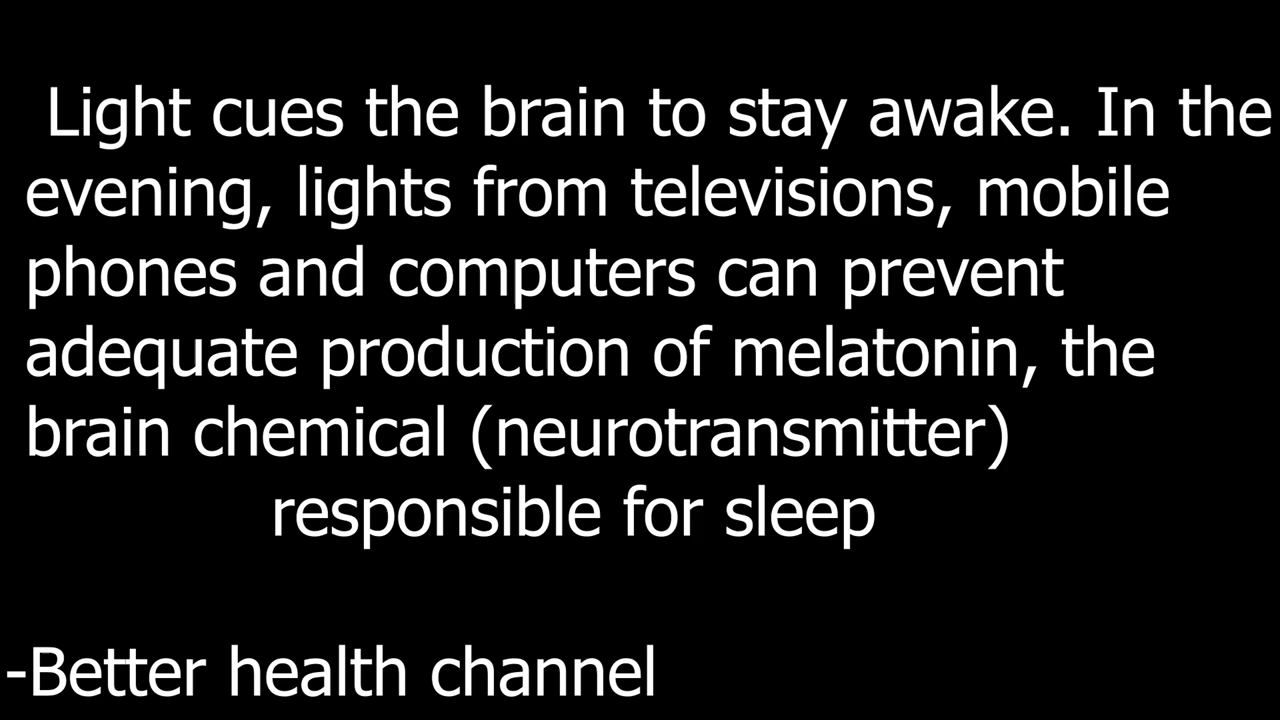 Light cues the brain to stay awake. In the
evening, lights from televisions, mobile
phones and computers can prevent
adequate production of melatonin, the
brain chemical (neurotransmitter)
responsible for sleep
-Better health channel